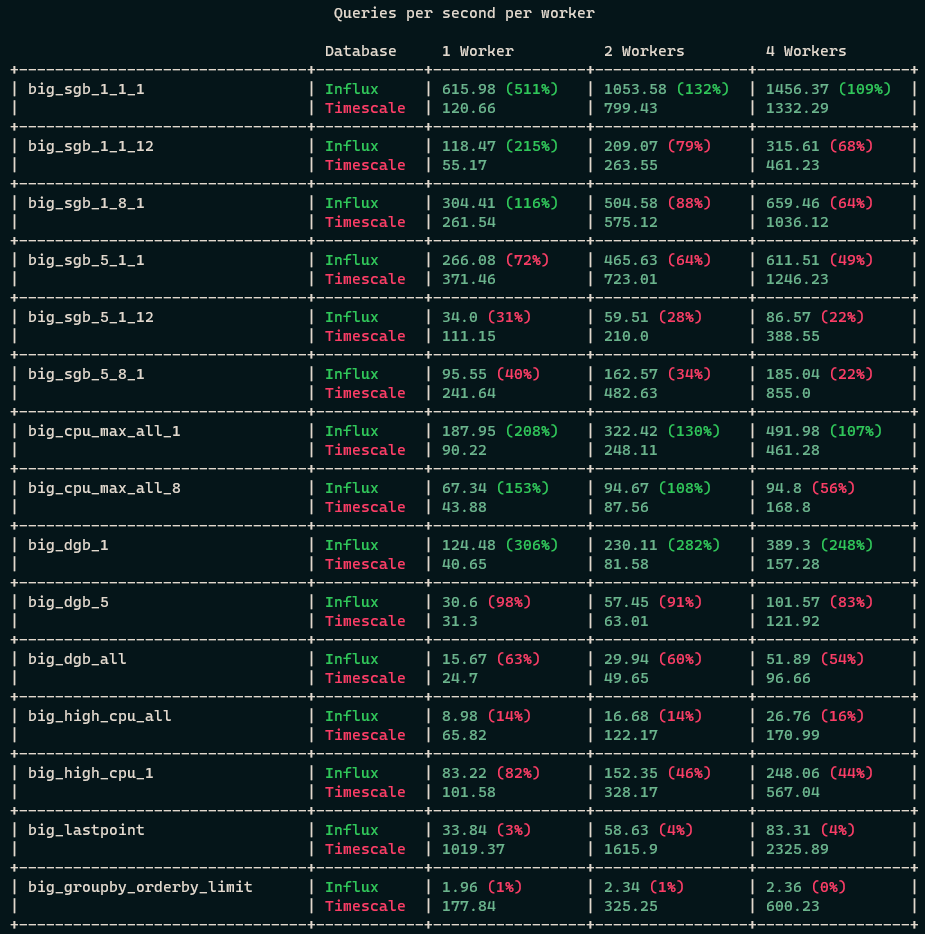 Queries per second per worker
Database 1 Worker 2 Workers 4 Workers
big_sgb_1_1_1 Influx 615.98 (511%) 1053.58 (132%) 1456.37 (109%)
Timescale 120.66 799.43 1332.29
big_sgb_1_1_12 Influx 118.47 (215%) 209.07 (79%) 315.61 (68%)
Timescale 55.17 263.55 461.23
big_sgb_1_8_1 Influx 304.41 (116%) 504.58 (88%) 659.46 (64%)
Timescale 261.54 575.12 1036.12
big_sgb_5_1_1 Influx 266.08 (72%) 465.63 (64%) 611.51 (49%)
Timescale 371.46 723.01 1246.23
big_sgb_5_1_12 Influx 34.0 (31%) 59.51 (28%) 86.57 (22%)
Timescale 111.15 210.0 388.55
big_sgb_5_8_1 Influx 95.55 (40%) 162.57 (34%) 185.04 (22%)
Timescale 241.64 482.63 855.0
big_cpu_max_all_1 Influx 187.95 (208%) 322.42 (130%) 491.98 (107%)
Timescale 90.22 248.11 461.28
big_cpu_max_all_8 Influx 67.34 (153%) 94.67 (108%) 94.8 (56%)
Timescale 43.88 87.56 168.8
big_dgb_1 Influx 124.48 (306%) 230.11 (282%) 389.3 (248%)
Timescale 40.65 81.58 157.28
big_dgb_5 Influx 30.6 (98%) 57.45 (91%) 101.57 (83%)
Timescale 31.3 63.01 121.92
big_dgb_all Influx 15.67 (63%) 29.94 (60%) 51.89 (54%)
Timescale 24.7 49.65 96.66
big_high_cpu_all Influx 8.98 (14%) 16.68 (14%) 26.76 (16%)
Timescale 65.82 122.17 170.99
big_high_cpu_1 Influx 83.22 (82%) 152.35 (46%) 248.06 (44%)
Timescale 101.58 328.17 567.04
big_lastpoint Influx 33.84 (3%) 58.63 (4%) 83.31 (4%)
Timescale 1019.37 1615.9 2325.89
big_groupby_orderby_limit Influx 1.96 (1%) 2.34 (1%) 2.36 (0%)
Timescale 177.84 325.25 600.23